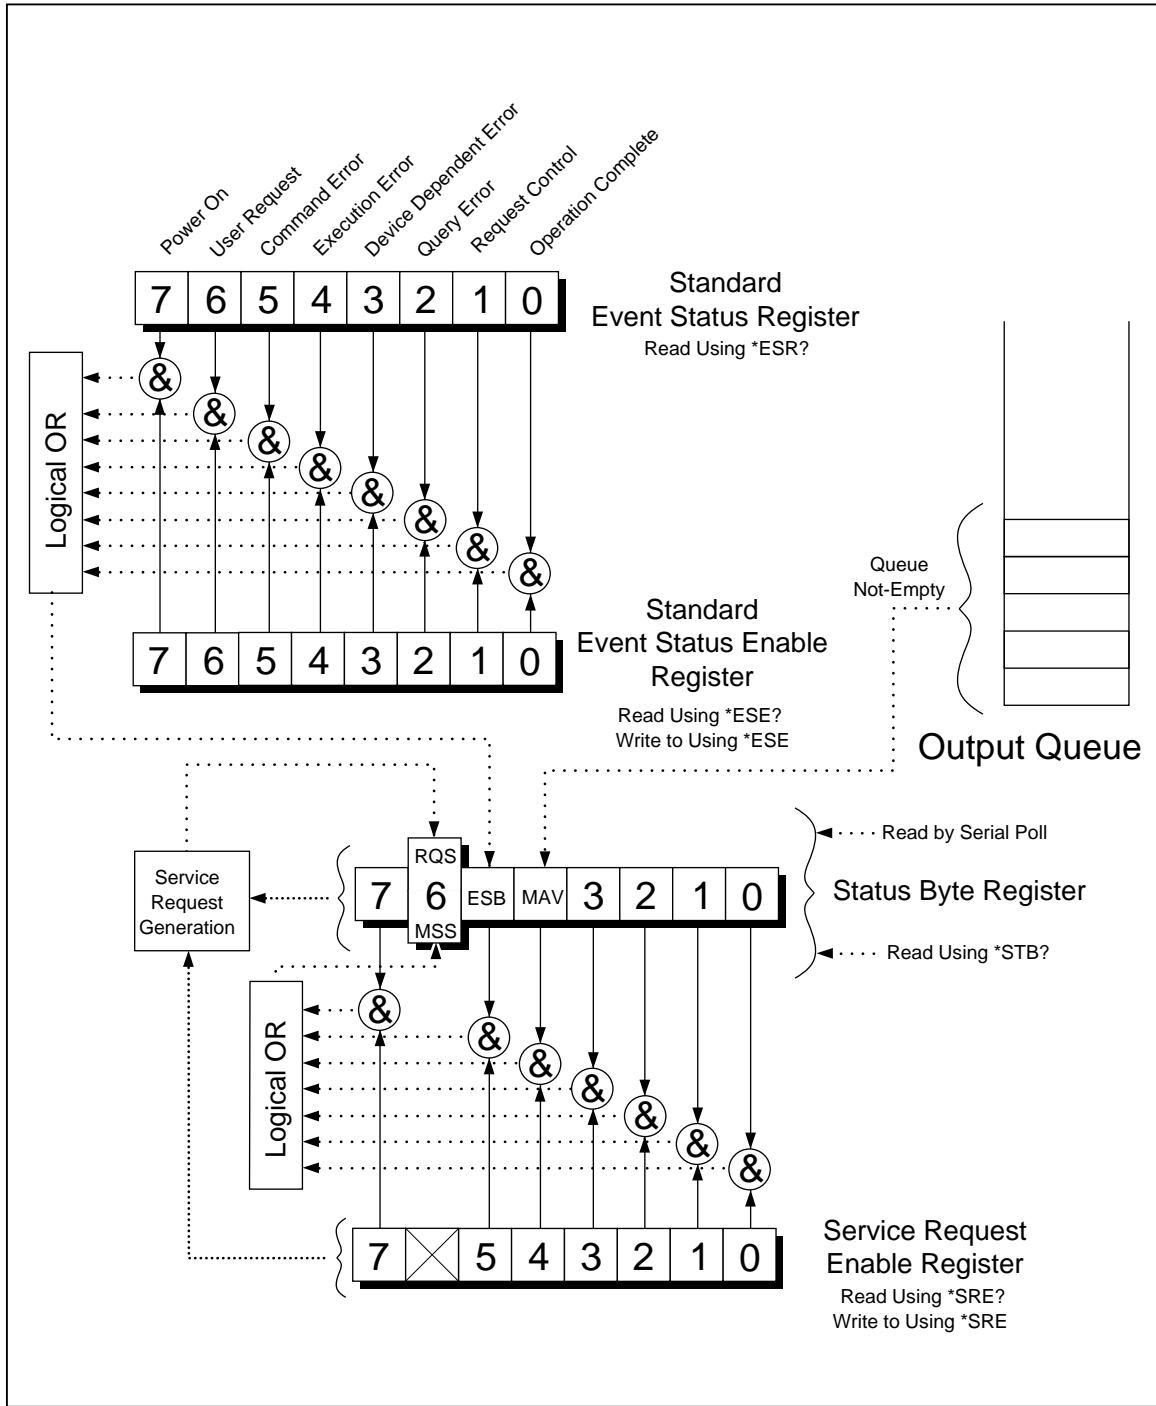 Power On
User Request
Command Error
Execution Error
Device Dependent Error
Query Error
Request Control
Operation Complete
7 6 5 4 3 2 1 0
Standard
Event Status Register
Read Using *ESR?
& & & & & & & &
Logical OR
Queue
Not-Empty
Standard
Event Status Enable
Register
7 6 5 4 3 2 1 0
Read Using *ESE?
Write to Using *ESE
Output Queue
Read by Serial Poll
Service
Request
Generation
RQS
7 6 ESB MAV 3 2 1 0
MSS
Status Byte Register
Read Using *STB?
& & & & & & &
Logical OR
7 5 4 3 2 1 0
Service Request
Enable Register
Read Using *SRE?
Write to Using *SRE